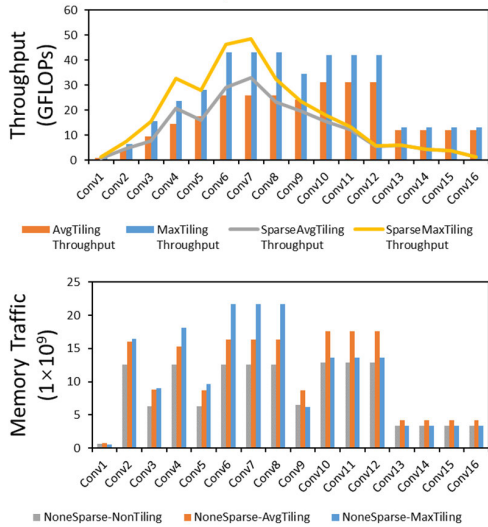 Throughput
(GFLOPs)
70
60
50
40
30
20
10
0
Conv1
Conv2
Conv3
Conv4
Conv5
Conv6
Conv7
Conv8
Conv9
Conv10
Conv11
Conv12
Conv13
Conv14
Conv15
Conv16
AvgTiling Throughput
MaxTiling Throughput
SparseAvgTiling Throughput
SparseMaxTiling Throughput
Memory Traffic
(1×10⁹)
25
20
15
10
5
0
Conv1
Conv2
Conv3
Conv4
Conv5
Conv6
Conv7
Conv8
Conv9
Conv10
Conv11
Conv12
Conv13
Conv14
Conv15
Conv16
NoneSparse-NonTiling
NoneSparse-AvgTiling
NoneSparse-MaxTiling